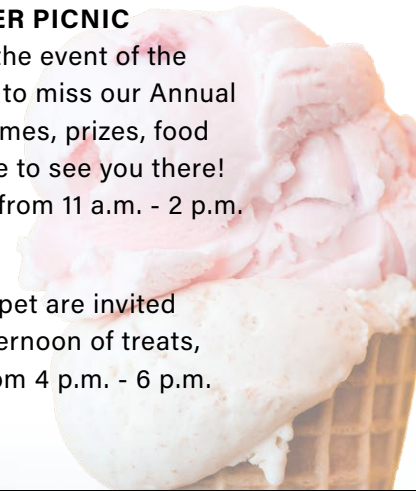 ER PICNIC
the event of the
to miss our Annual
mes, prizes, food
e to see you there!
from 11 a.m. - 2 p.m.
pet are invited
ernoon of treats,
om 4 p.m. - 6 p.m.